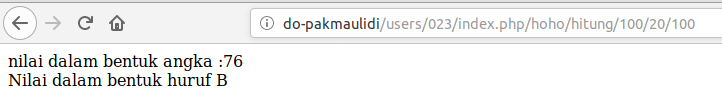 do-pakmaulidi/users/023/index.php/hoho/hitung/100/20/100
nilai dalam bentuk angka :76
Nilai dalam bentuk huruf B